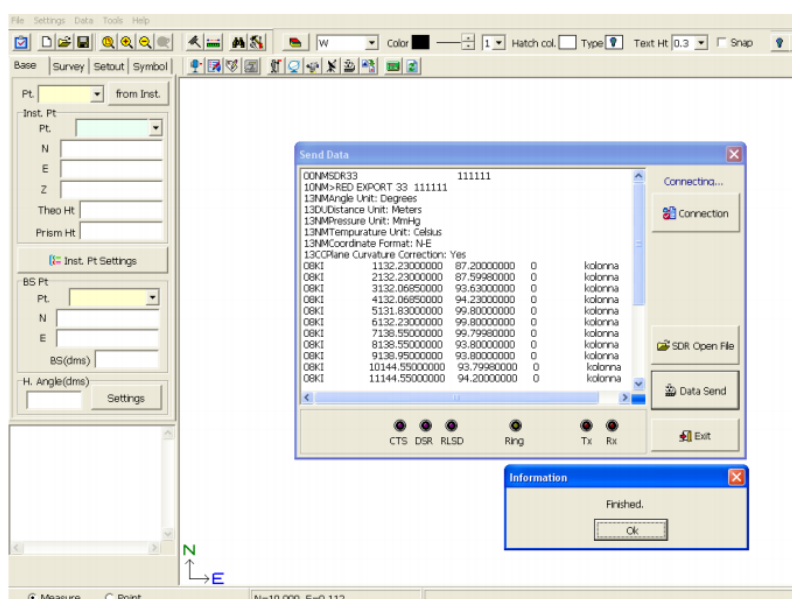 File Settings Data Tools Help
W Color 1 Hatch col. Type Text Ht 0.3 Snap
Base Survey Setout Symbol
Pt. from Inst.
Inst. Pt
Pt.
N
E
Z
Theo Ht
Prism Ht
Inst. Pt Settings
BS Pt
Pt.
N
E
BS(dms)
H. Angle(dms)
Settings
Send Data
00NMSDR33 111111
10NM>RED EXPORT 33 111111
13NMAngle Unit: Degrees
13DUDistance Unit: Meters
13NMPressure Unit: MmHg
13NMTempurature Unit: Celsius
13NMCoordinate Format: N-E
13CCPlane Curvature Correction: Yes
08KI 1132.23000000 87.20000000 0 kolonna
08KI 2132.23000000 87.59980000 0 kolonna
08KI 3132.06850000 93.63000000 0 kolonna
08KI 4132.06850000 94.23000000 0 kolonna
08KI 5131.83000000 99.80000000 0 kolonna
08KI 6132.23000000 99.80000000 0 kolonna
08KI 7138.55000000 99.79980000 0 kolonna
08KI 8138.55000000 93.80000000 0 kolonna
08KI 9138.95000000 93.80000000 0 kolonna
08KI 10144.55000000 93.79980000 0 kolonna
08KI 11144.55000000 94.20000000 0 kolonna
Connecting...
Connection
SDR Open File
Data Send
Exit
CTS DSR RLSD Ring Tx Rx
Information
Finished.
Ok
N
E
Measure Point N=10.000, E=0.112